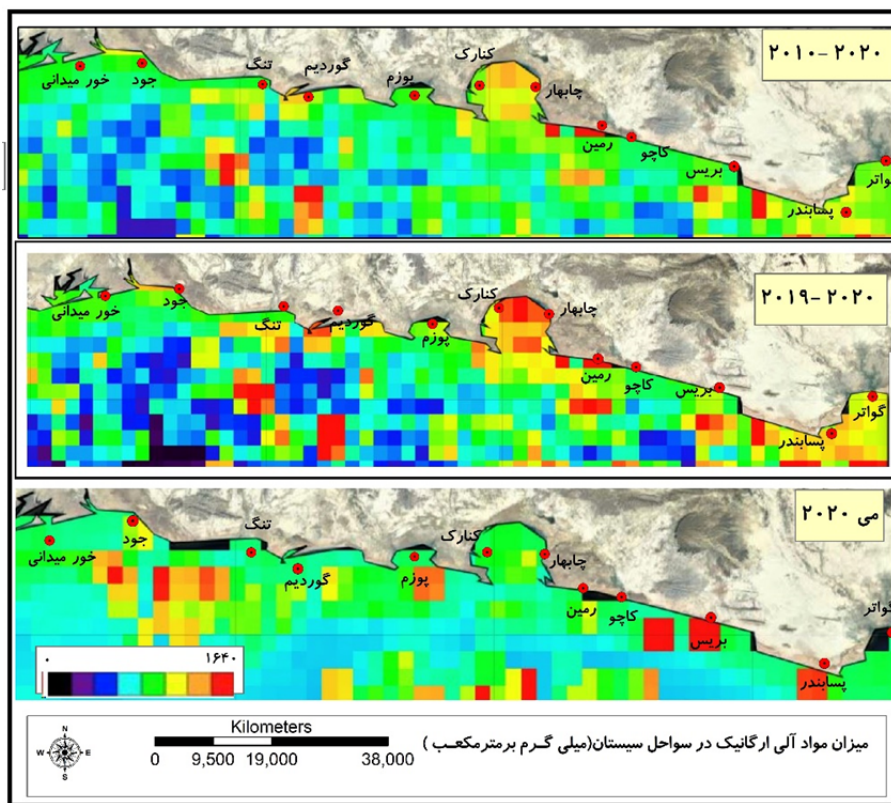 ۲۰۱۰ -۲۰۲۰
کنارک
تنگ
گوردیم
پوزم
چابهار
خور میدانی
جود
رمین
کاچو
بریس
گواتر
پسابندر
۲۰۱۹ -۲۰۲۰
کنارک
چابهار
جود
خور میدانی
تنگ
گوردیم
پوزم
رمین
کاچو
بریس
گواتر
پسابندر
می ۲۰۲۰
تنگ
کنارک
جود
خور میدانی
گوردیم
پوزم
چابهار
رمین
کاچو
گواتر
بریس
پسابندر
۰ ۱۶۴۰
میزان مواد آلی ارگانیک در سواحل سیستان(میلی گرم برمترمکعب )
Kilometers
0 9,500 19,000 38,000
N
W E
S